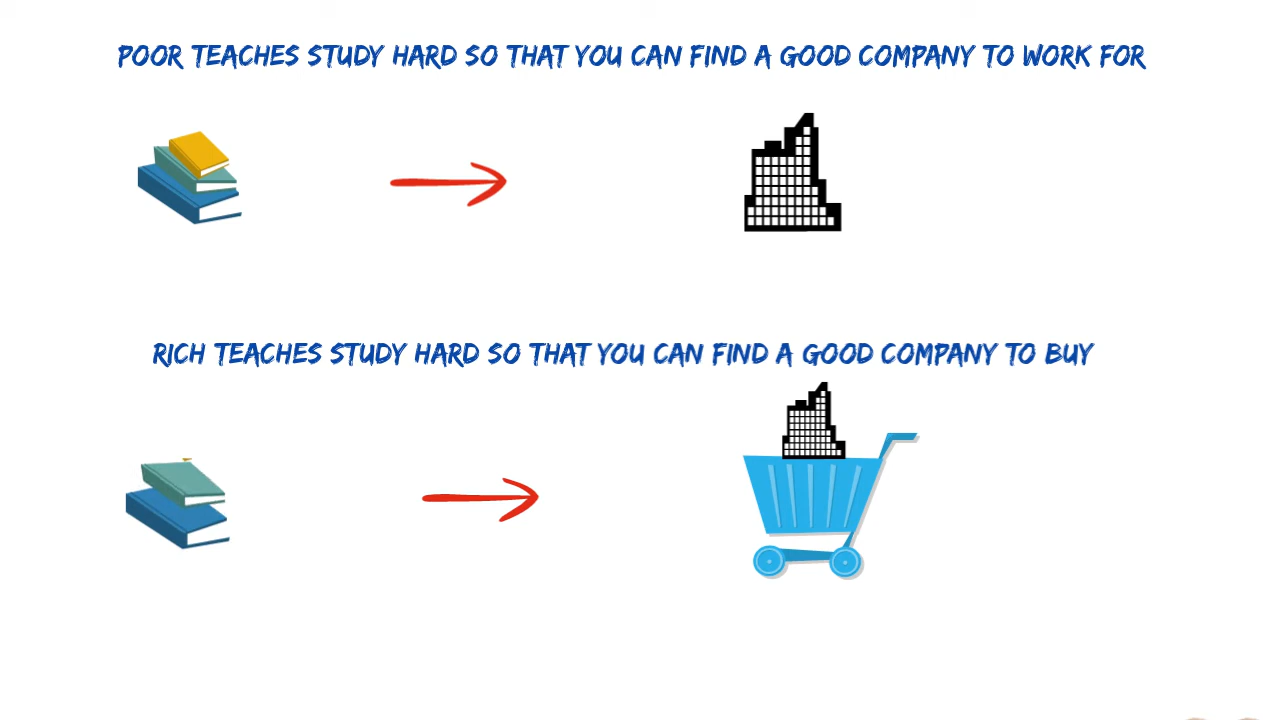 POOR TEACHES STUDY HARD SO THAT YOU CAN FIND A GOOD COMPANY TO WORK FOR
RICH TEACHES STUDY HARD SO THAT YOU CAN FIND A GOOD COMPANY TO BUY